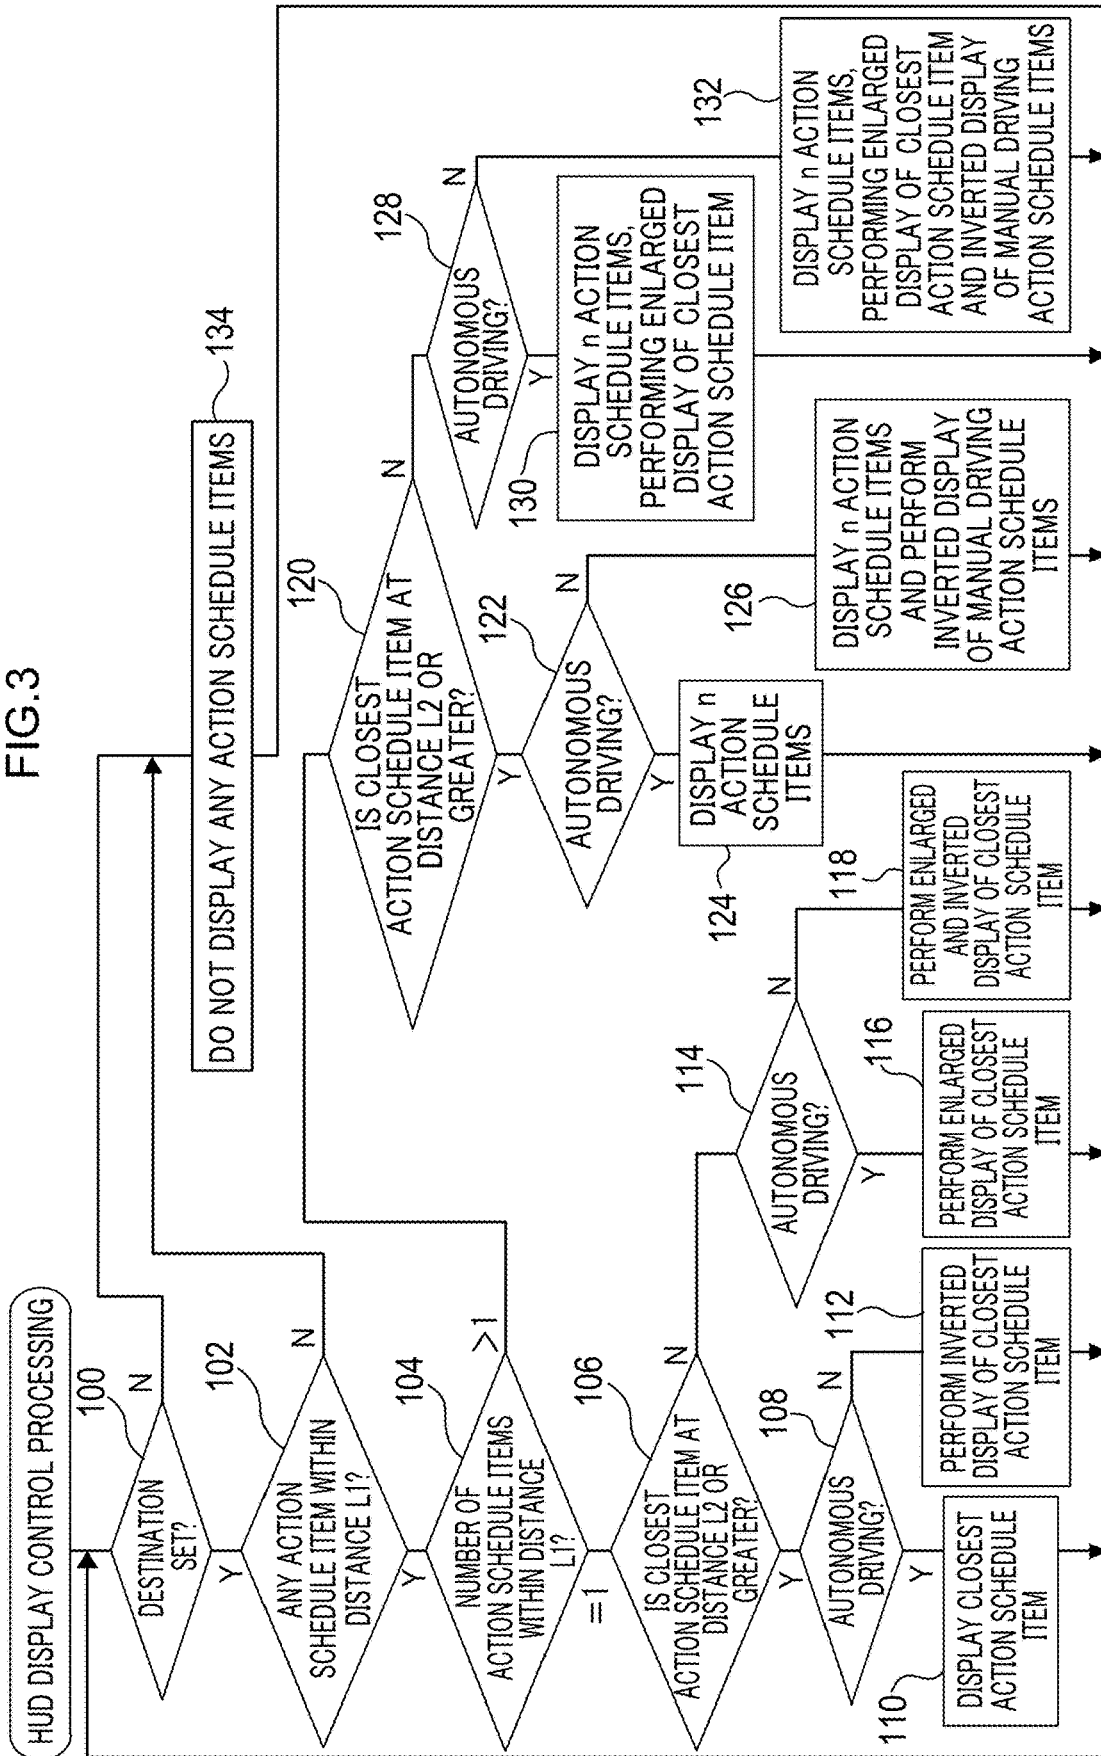 FIG.3
HUD DISPLAY CONTROL PROCESSING
100
DESTINATION
SET?
N
Y
102
ANY ACTION
SCHEDULE ITEM WITHIN
DISTANCE L1?
N
Y
104
NUMBER OF
ACTION SCHEDULE ITEMS
WITHIN DISTANCE
L1?
>1
=1
106
IS CLOSEST
ACTION SCHEDULE ITEM AT
DISTANCE L2 OR
GREATER?
N
Y
108
AUTONOMOUS
DRIVING?
N
Y
110
DISPLAY CLOSEST
ACTION SCHEDULE
ITEM
112
PERFORM INVERTED
DISPLAY OF CLOSEST
ACTION SCHEDULE
ITEM
114
AUTONOMOUS
DRIVING?
N
Y
116
PERFORM ENLARGED
DISPLAY OF CLOSEST
ACTION SCHEDULE
ITEM
118
PERFORM ENLARGED
AND INVERTED
DISPLAY OF CLOSEST
ACTION SCHEDULE
ITEM
120
IS CLOSEST
ACTION SCHEDULE ITEM AT
DISTANCE L2 OR
GREATER?
N
Y
122
AUTONOMOUS
DRIVING?
N
Y
124
DISPLAY n
ACTION
SCHEDULE
ITEMS
126
DISPLAY n ACTION
SCHEDULE ITEMS
AND PERFORM
INVERTED DISPLAY
OF MANUAL DRIVING
ACTION SCHEDULE
ITEMS
128
AUTONOMOUS
DRIVING?
N
Y
130
DISPLAY n ACTION
SCHEDULE ITEMS,
PERFORMING ENLARGED
DISPLAY OF CLOSEST
ACTION SCHEDULE ITEM
132
DISPLAY n ACTION
SCHEDULE ITEMS,
PERFORMING ENLARGED
DISPLAY OF CLOSEST
ACTION SCHEDULE ITEM
AND INVERTED DISPLAY
OF MANUAL DRIVING
ACTION SCHEDULE ITEMS
134
DO NOT DISPLAY ANY ACTION SCHEDULE ITEMS